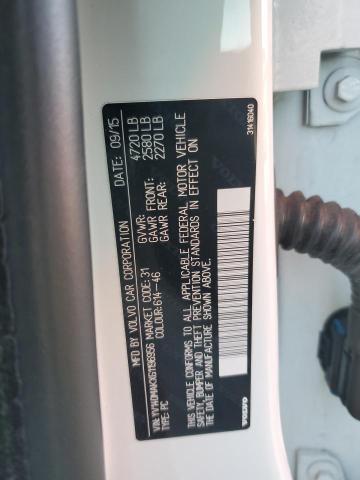 MFD BY VOLVO CAR CORPORATION DATE: 09/15
GVWR: 4720 LB
GAWR FRONT: 2580 LB
GAWR REAR: 2270 LB
MARKET CODE: 31
COLOUR: 614-46
TYPE: PC
THIS VEHICLE CONFORMS TO ALL APPLICABLE FEDERAL MOTOR VEHICLE
SAFETY, BUMPER AND THEFT PREVENTION STANDARDS IN EFFECT ON
THE DATE OF MANUFACTURE SHOWN ABOVE.
VOLVO
31416040